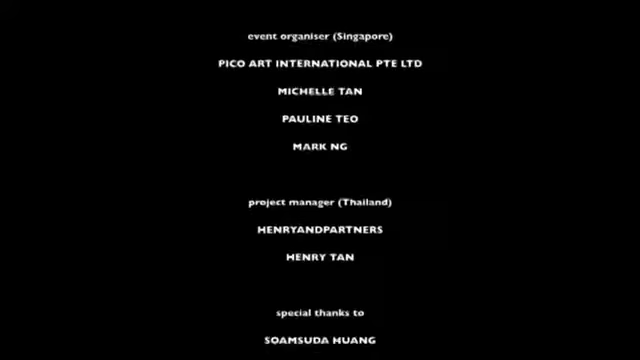 event organiser (Singapore)
PICO ART INTERNATIONAL PTE LTD
MICHELLE TAN
PAULINE TEO
MARK NG
project manager (Thailand)
HENRYANDPARTNERS
HENRY TAN
special thanks to
SOAMSUDA HUANG